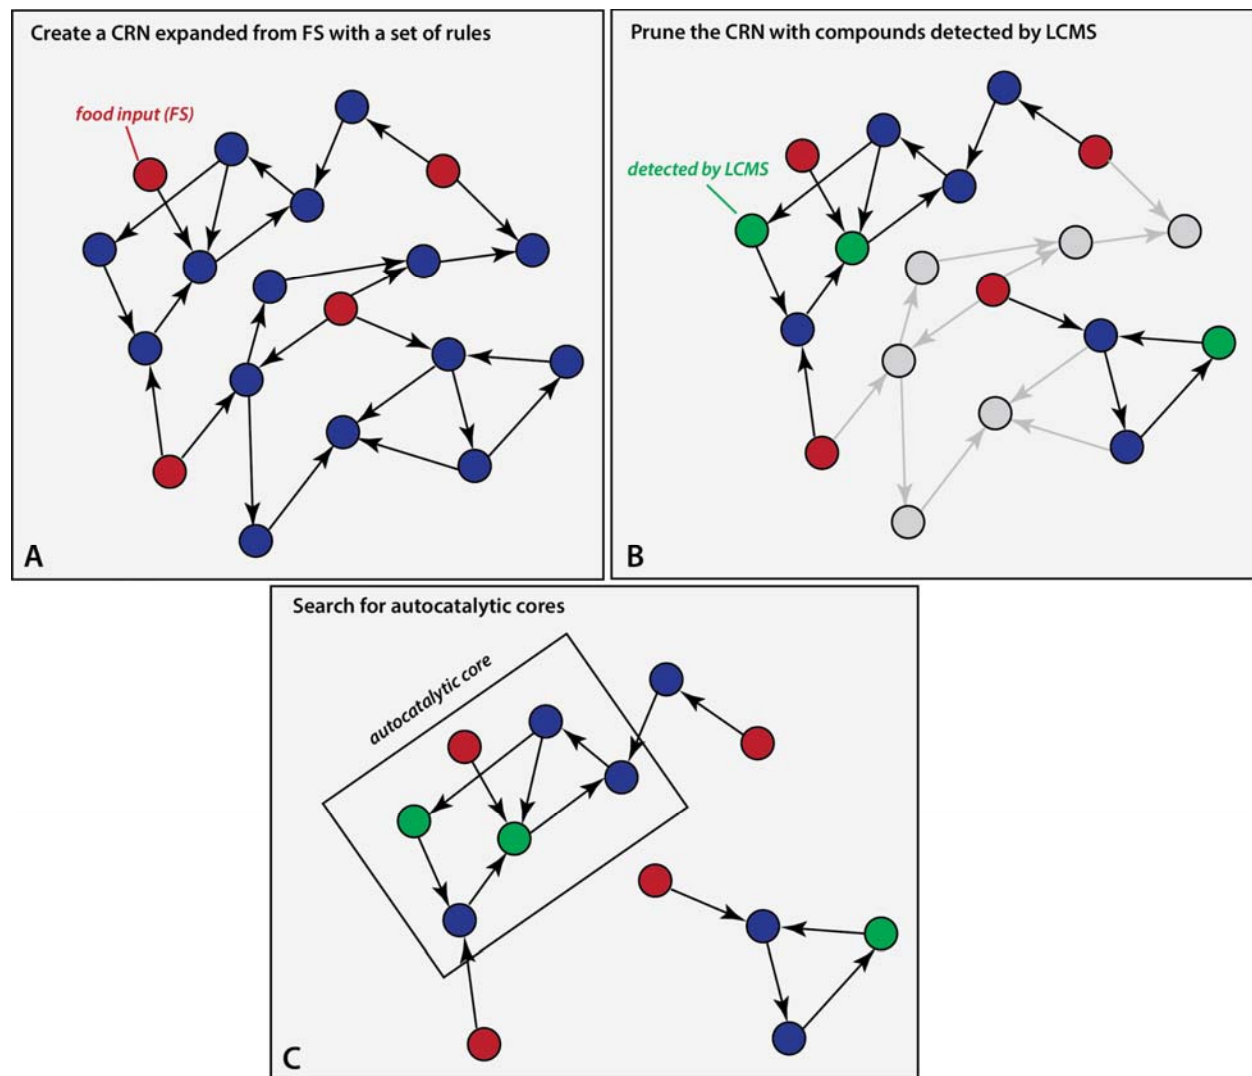 Create a CRN expanded from FS with a set of rules
food input (FS)
A
Prune the CRN with compounds detected by LCMS
detected by LCMS
B
Search for autocatalytic cores
autocatalytic core
C